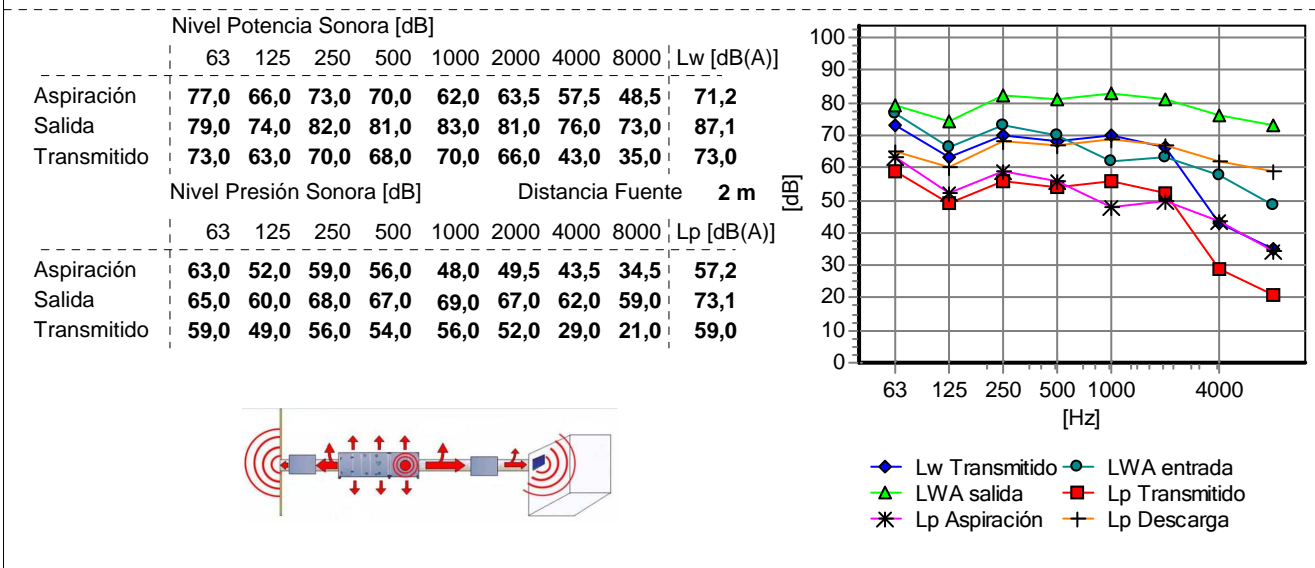 Nivel Potencia Sonora [dB]
63 125 250 500 1000 2000 4000 8000 Lw [dB(A)]
Aspiración 77,0 66,0 73,0 70,0 62,0 63,5 57,5 48,5 71,2
Salida 79,0 74,0 82,0 81,0 83,0 81,0 76,0 73,0 87,1
Transmitido 73,0 63,0 70,0 68,0 70,0 66,0 43,0 35,0 73,0
Nivel Presión Sonora [dB] Distancia Fuente 2 m
63 125 250 500 1000 2000 4000 8000 Lp [dB(A)]
Aspiración 63,0 52,0 59,0 56,0 48,0 49,5 43,5 34,5 57,2
Salida 65,0 60,0 68,0 67,0 69,0 67,0 62,0 59,0 73,1
Transmitido 59,0 49,0 56,0 54,0 56,0 52,0 29,0 21,0 59,0
100
90
80
70
60
50
40
30
20
10
0
[dB]
63 125 250 500 1000 4000
[Hz]
Lw Transmitido LWA entrada
LWA salida Lp Transmitido
Lp Aspiración Lp Descarga